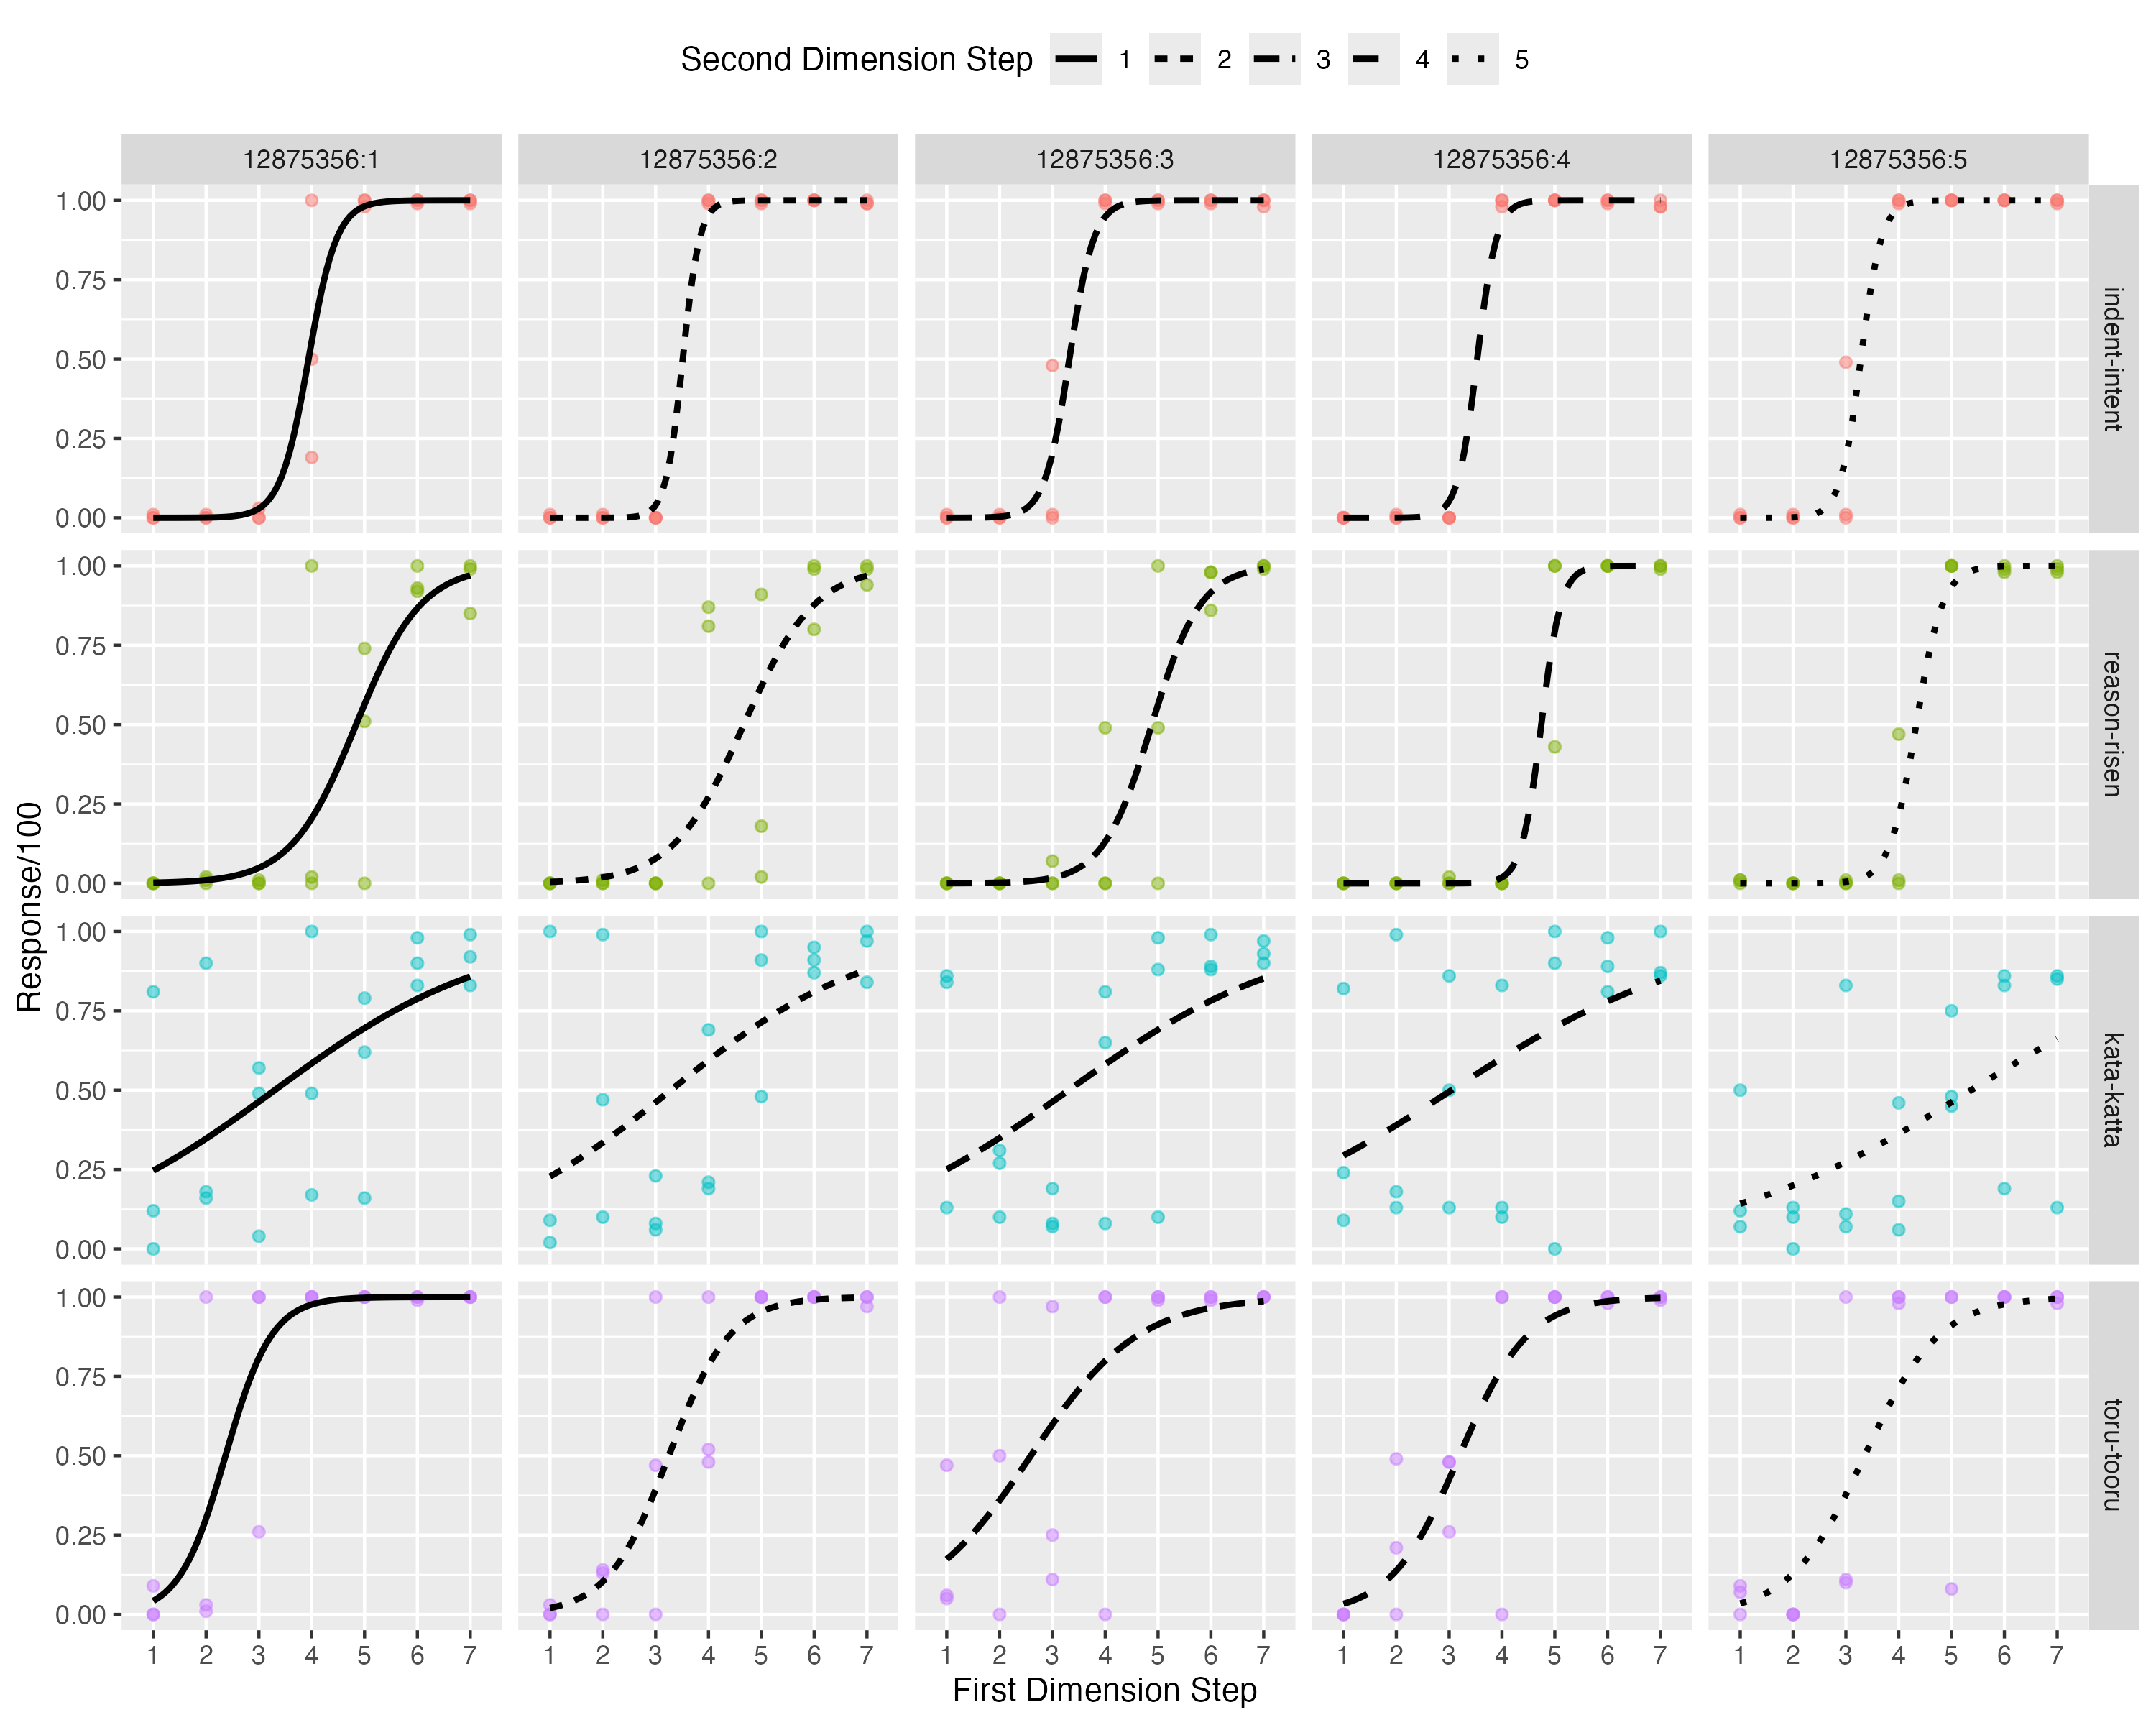 Second Dimension Step 1 2 3 4 5
12875356:1 12875356:2 12875356:3 12875356:4 12875356:5
1.00
0.75
0.50
0.25
0.00
indent-intent
1.00
0.75
0.50
0.25
0.00
reason-risen
Response/100
1.00
0.75
0.50
0.25
0.00
kata-katta
1.00
0.75
0.50
0.25
0.00
toru-tooru
1 2 3 4 5 6 7 1 2 3 4 5 6 7 1 2 3 4 5 6 7 1 2 3 4 5 6 7 1 2 3 4 5 6 7
First Dimension Step